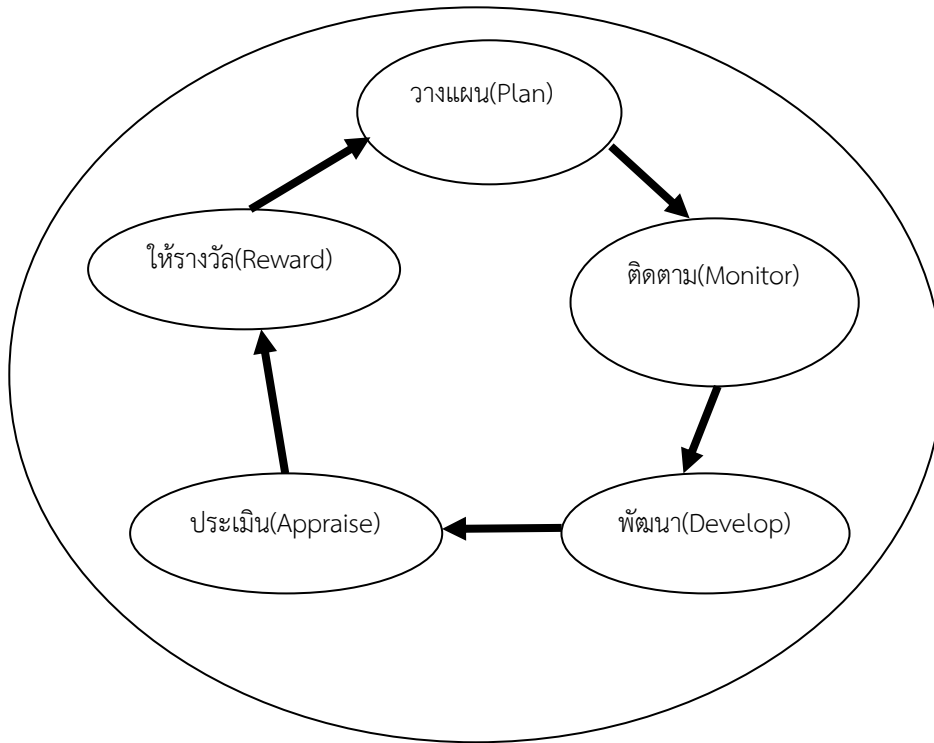 วางแผน(Plan)
ติดตาม(Monitor)
พัฒนา(Develop)
ประเมิน(Appraise)
ให้รางวัล(Reward)